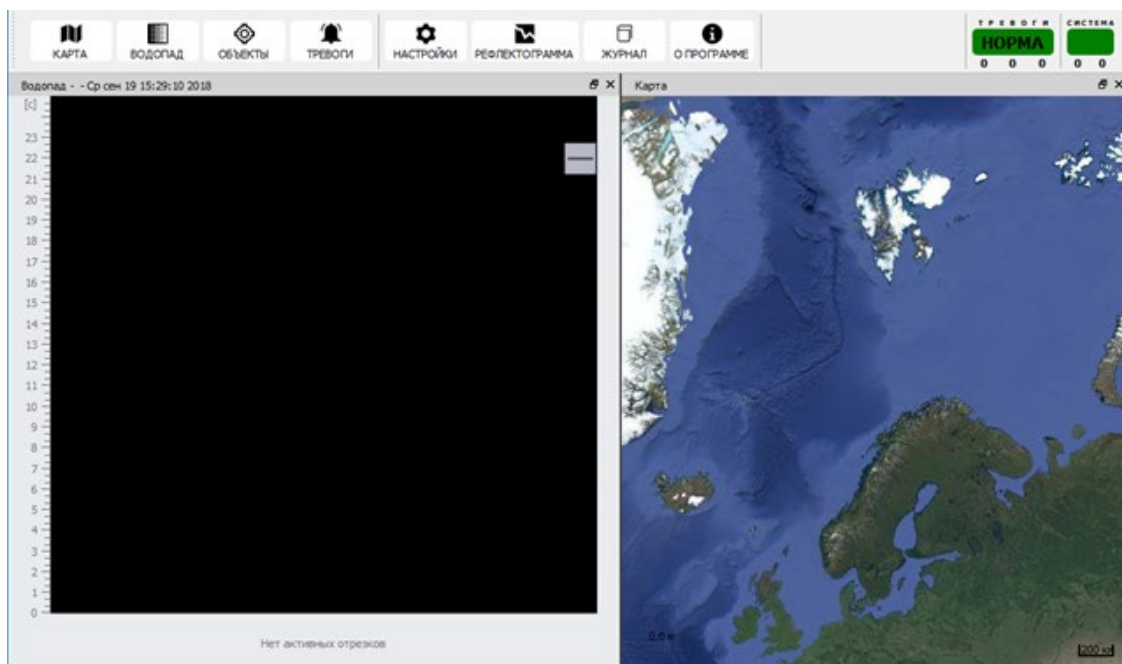 ТРЕВОГИ СИСТЕМА
КАРТА ВОДОПАД ОБЪЕКТЫ ТРЕВОГИ НАСТРОЙКИ РЕФЛЕКТОГРАММА ЖУРНАЛ О ПРОГРАММЕ
НОРМА
0 0 0 0 0
Водопад - - Ср сен 19 15:29:10 2018
Карта
[с]
23
22
21
20
19
18
17
16
15
14
13
12
11
10
9
8
7
6
5
4
3
2
1
0
Нет активных отрезков
0,0 м
200 км